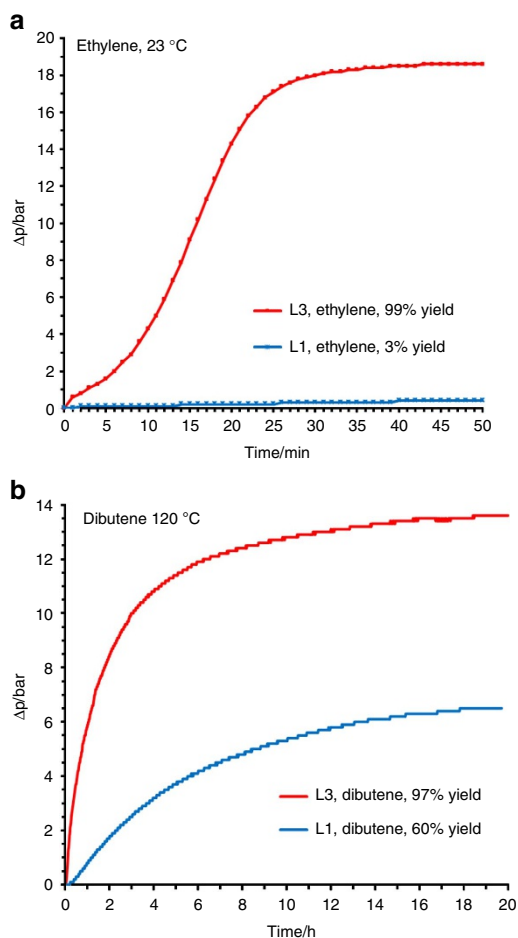 a
20
Ethylene, 23 °C
18
16
14
12
10
8
6
4
2
0
Δp/bar
L3, ethylene, 99% yield
L1, ethylene, 3% yield
0 5 10 15 20 25 30 35 40 45 50
Time/min
b
14
Dibutene 120 °C
12
10
8
6
4
2
0
Δp/bar
L3, dibutene, 97% yield
L1, dibutene, 60% yield
0 2 4 6 8 10 12 14 16 18 20
Time/h